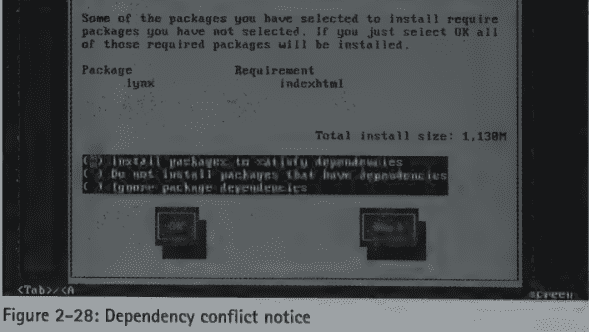 Some of the packages you have selected to install require
packages you have not selected. If you just select OK all
of those required packages will be installed.
Package Requirement
lynx indexhtml
Total install size: 1,130M
( ) Install packages to satisfy dependencies
( ) Do not install packages that have dependencies
( ) Ignore package dependencies
OK Back
<Tab>/<A screen
Figure 2-28: Dependency conflict notice